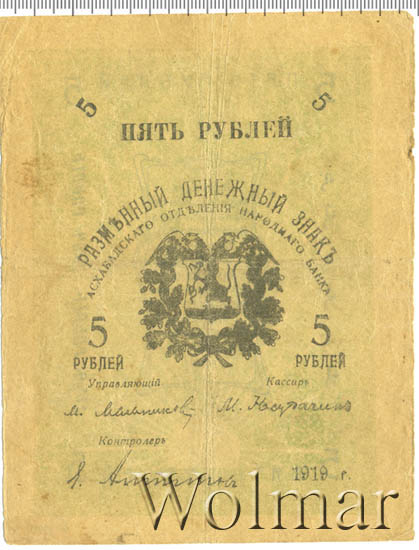 5 5
ПЯТЬ РУБЛЕЙ
РАЗМѢННЫЙ ДЕНЕЖНЫЙ ЗНАКЪ
АСХАБАДСКАГО ОТДѢЛЕНІЯ НАРОДНАГО БАНКА
5 5
РУБЛЕЙ РУБЛЕЙ
Управляющій Кассиръ
М. М.
Контролеръ
1919 г.
Wolmar